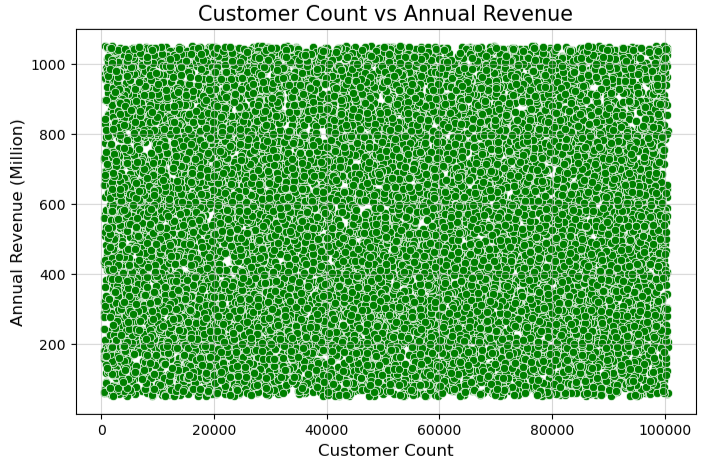 Customer Count vs Annual Revenue
Annual Revenue (Million)
1000
800
600
400
200
0 20000 40000 60000 80000 100000
Customer Count